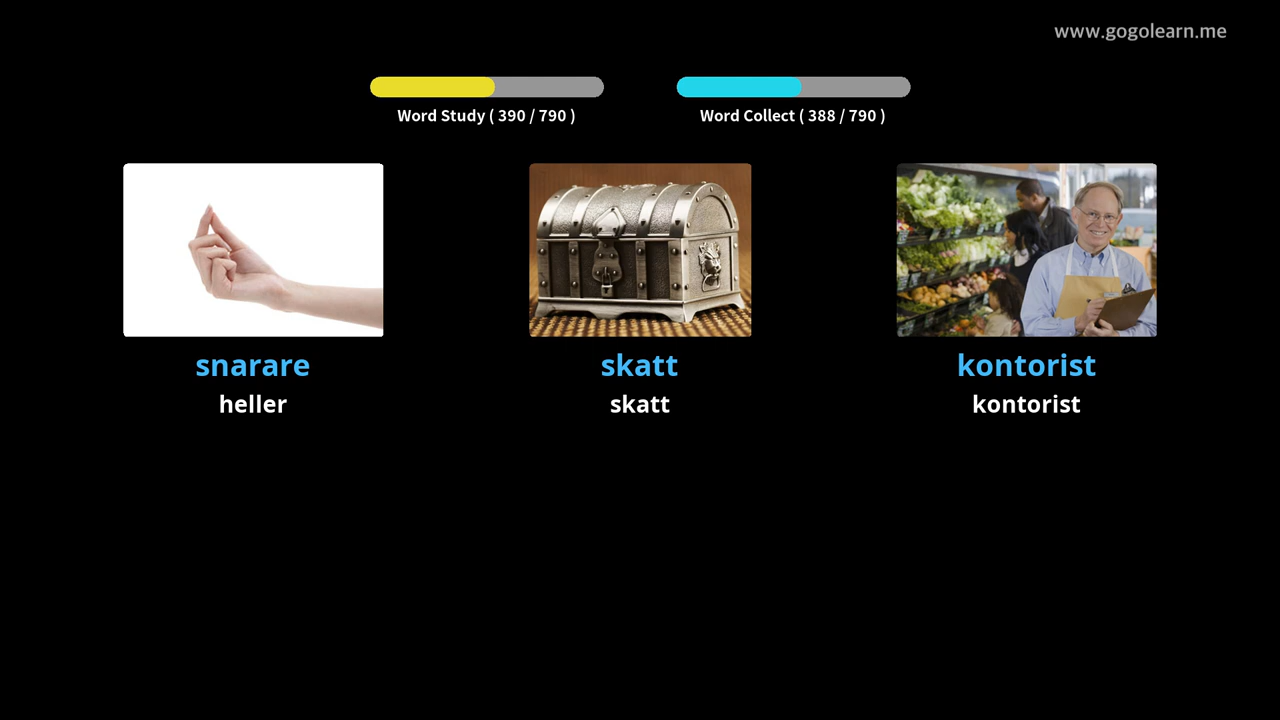 www.gogolearn.me
Word Study ( 390 / 790 )
Word Collect ( 388 / 790 )
snarare
skatt
kontorist
heller
skatt
kontorist